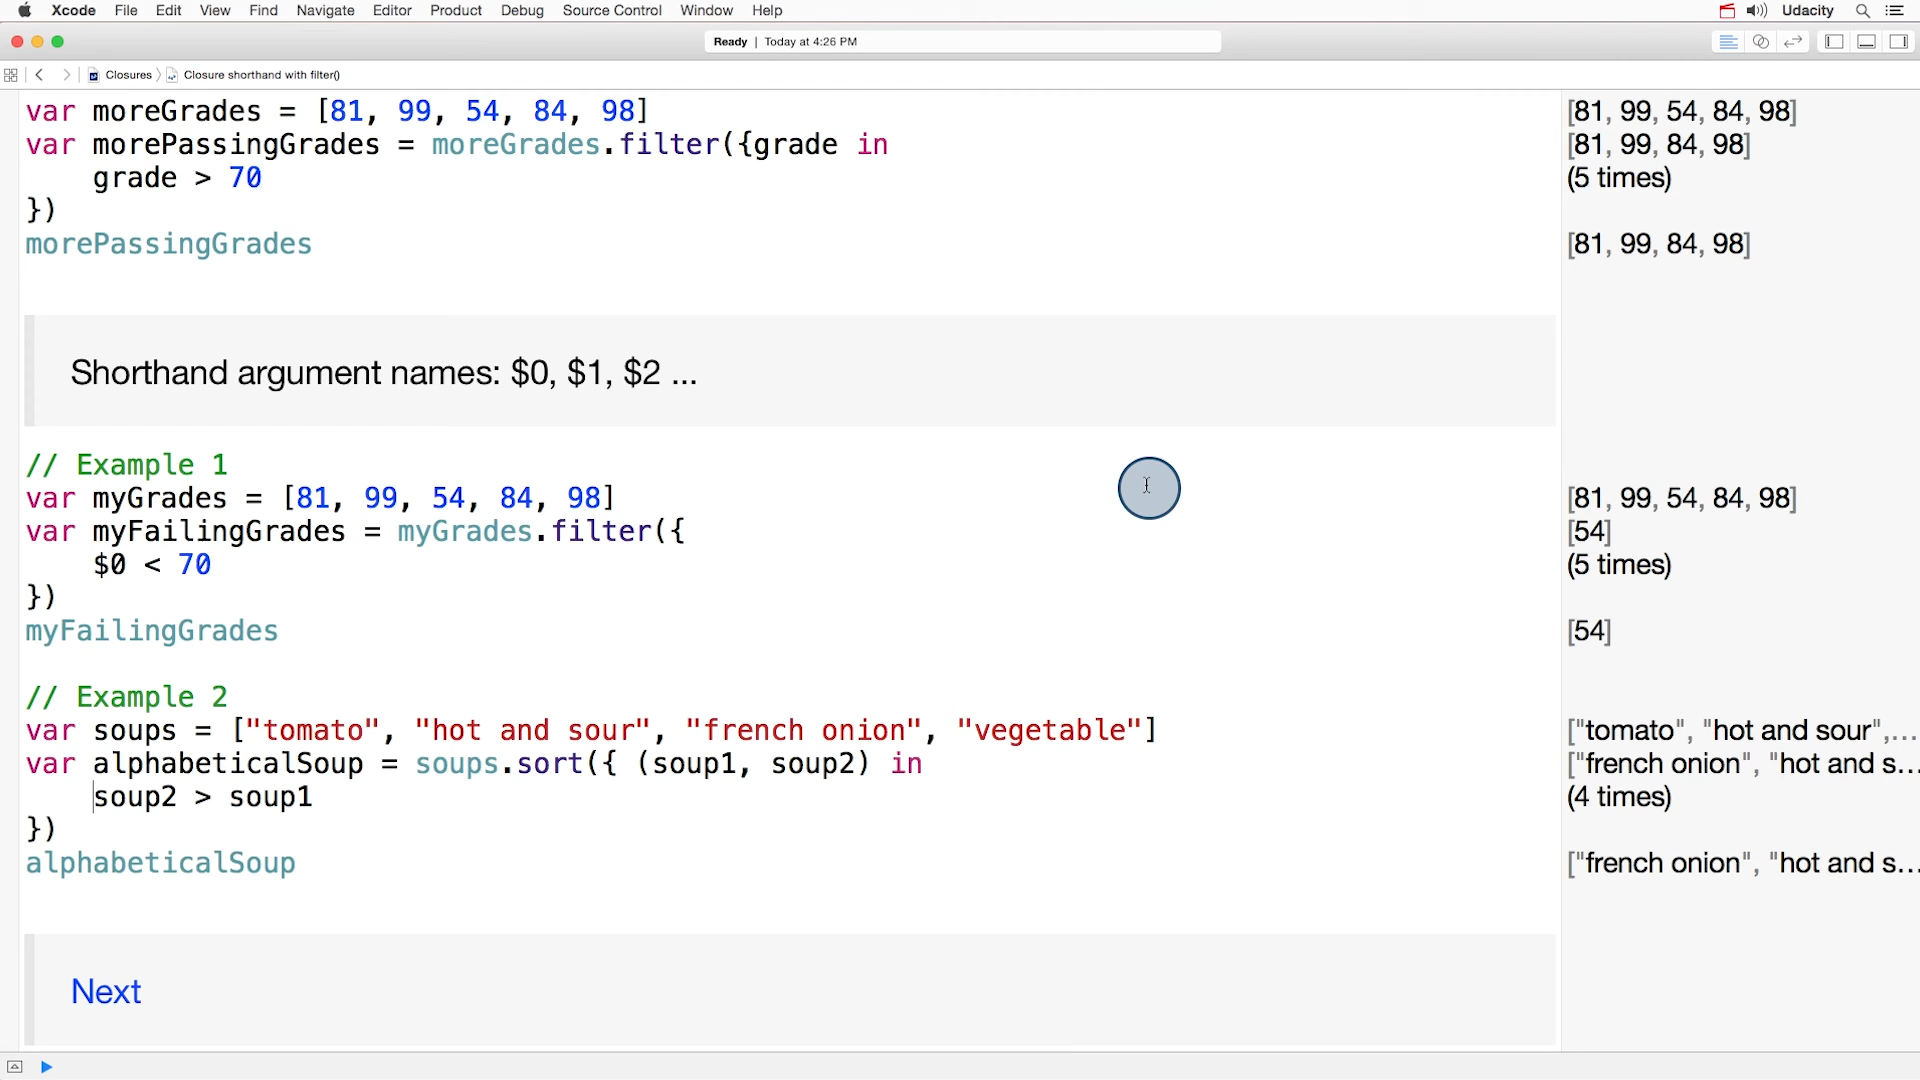 Xcode File Edit View Find Navigate Editor Product Debug Source Control Window Help Udacity
Ready | Today at 4:26 PM
Closures Closure shorthand with filter()
var moreGrades = [81, 99, 54, 84, 98] [81, 99, 54, 84, 98]
var morePassingGrades = moreGrades.filter({grade in [81, 99, 84, 98]
grade > 70 (5 times)
})
morePassingGrades [81, 99, 84, 98]
Shorthand argument names: $0, $1, $2 ...
// Example 1
var myGrades = [81, 99, 54, 84, 98] [81, 99, 54, 84, 98]
var myFailingGrades = myGrades.filter({ [54]
$0 < 70 (5 times)
})
myFailingGrades [54]
// Example 2
var soups = ["tomato", "hot and sour", "french onion", "vegetable"] ["tomato", "hot and sour",...
var alphabeticalSoup = soups.sort({ (soup1, soup2) in ["french onion", "hot and s...
soup2 > soup1 (4 times)
})
alphabeticalSoup ["french onion", "hot and s...
Next